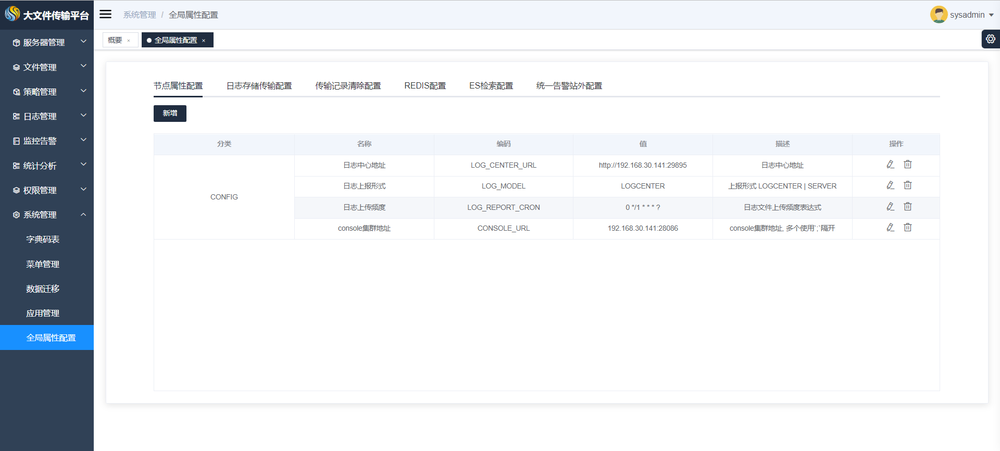 大文件传输平台
系统管理 / 全局属性配置
sysadmin
概要 ×
全局属性配置 ×
服务器管理
文件管理
策略管理
日志管理
监控告警
统计分析
权限管理
系统管理
字典码表
菜单管理
数据迁移
应用管理
全局属性配置
节点属性配置 日志存储传输配置 传输记录清除配置 REDIS配置 ES检索配置 统一告警站外配置
新增
分类 名称 编码 值 描述 操作
CONFIG
日志中心地址 LOG_CENTER_URL http://192.168.30.141:29895 日志中心地址
日志上报形式 LOG_MODEL LOGCENTER 上报形式 LOGCENTER | SERVER
日志上传频度 LOG_REPORT_CRON 0 */1 * * * ? 日志文件上传频度表达式
console集群地址 CONSOLE_URL 192.168.30.141:28086 console集群地址, 多个使用`;`隔开